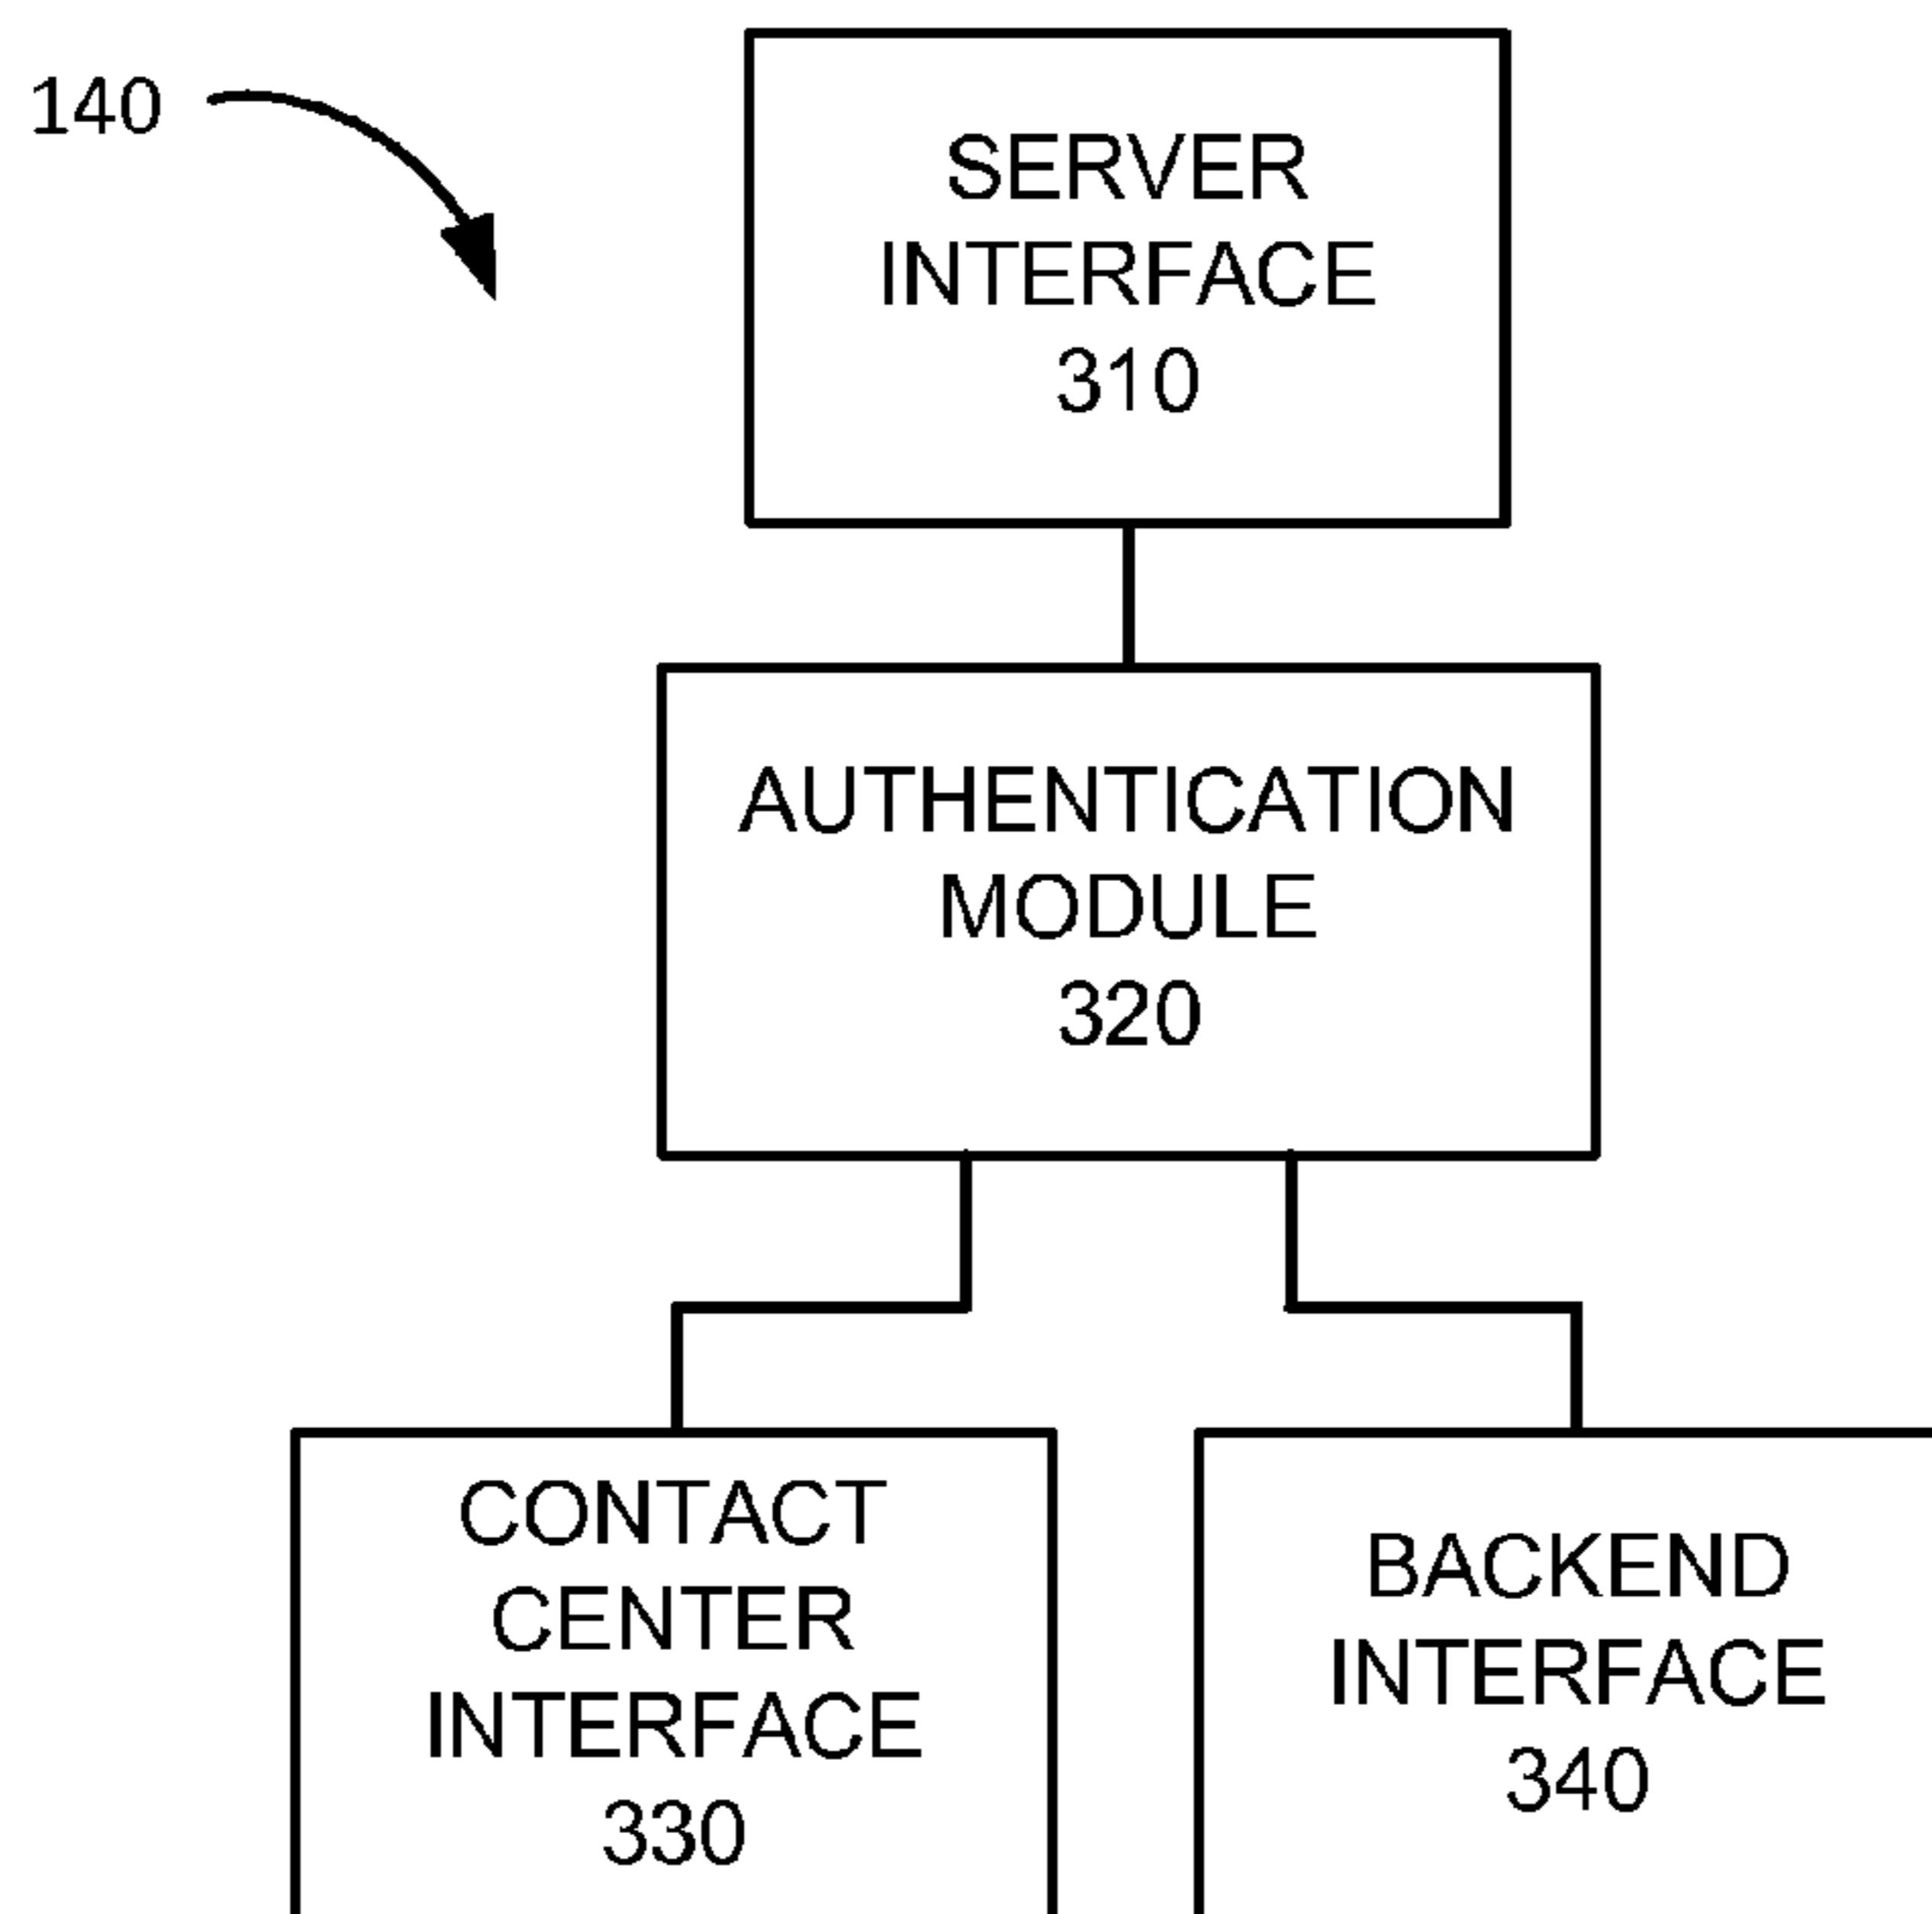 140
SERVER
INTERFACE
310
AUTHENTICATION
MODULE
320
CONTACT
CENTER
INTERFACE
330
BACKEND
INTERFACE
340